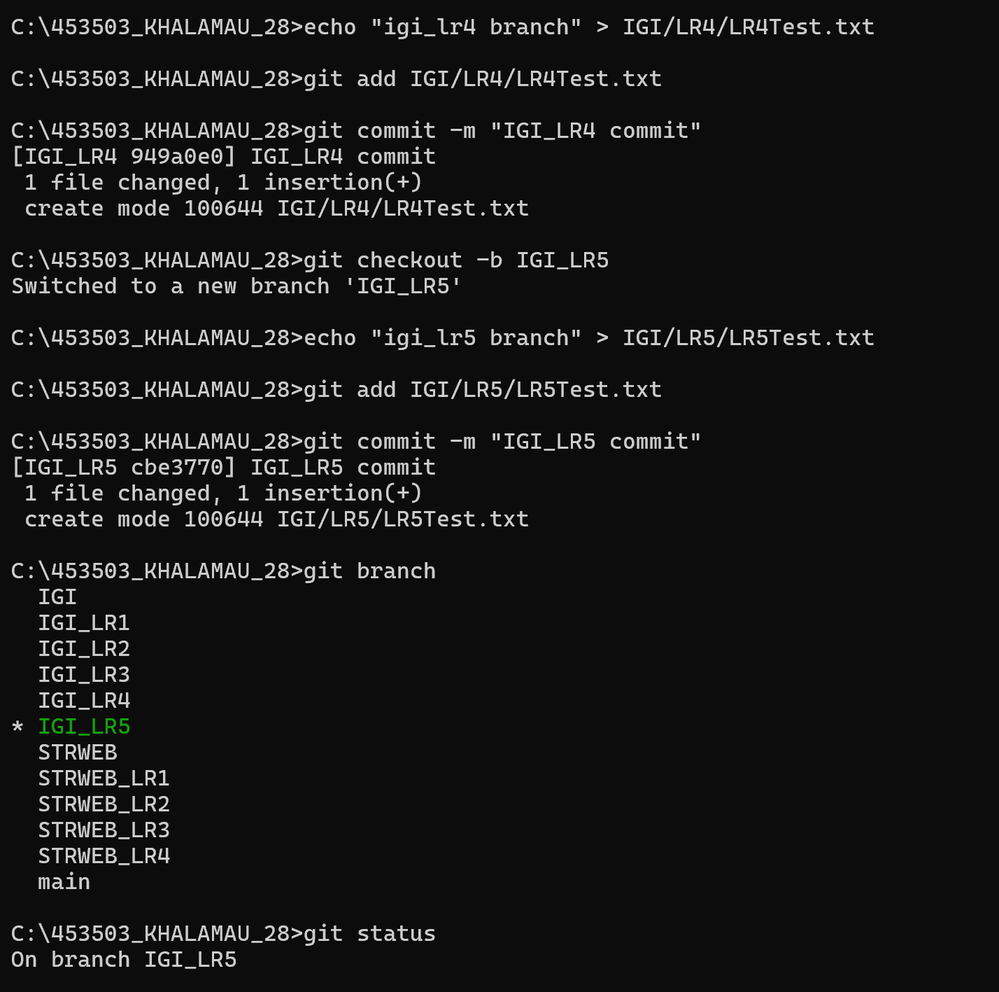 C:\453503_KHALAMAU_28>echo "igi_lr4 branch" > IGI/LR4/LR4Test.txt
C:\453503_KHALAMAU_28>git add IGI/LR4/LR4Test.txt
C:\453503_KHALAMAU_28>git commit -m "IGI_LR4 commit"
[IGI_LR4 949a0e0] IGI_LR4 commit
 1 file changed, 1 insertion(+)
 create mode 100644 IGI/LR4/LR4Test.txt
C:\453503_KHALAMAU_28>git checkout -b IGI_LR5
Switched to a new branch 'IGI_LR5'
C:\453503_KHALAMAU_28>echo "igi_lr5 branch" > IGI/LR5/LR5Test.txt
C:\453503_KHALAMAU_28>git add IGI/LR5/LR5Test.txt
C:\453503_KHALAMAU_28>git commit -m "IGI_LR5 commit"
[IGI_LR5 cbe3770] IGI_LR5 commit
 1 file changed, 1 insertion(+)
 create mode 100644 IGI/LR5/LR5Test.txt
C:\453503_KHALAMAU_28>git branch
  IGI
  IGI_LR1
  IGI_LR2
  IGI_LR3
  IGI_LR4
* IGI_LR5
  STRWEB
  STRWEB_LR1
  STRWEB_LR2
  STRWEB_LR3
  STRWEB_LR4
  main
C:\453503_KHALAMAU_28>git status
On branch IGI_LR5